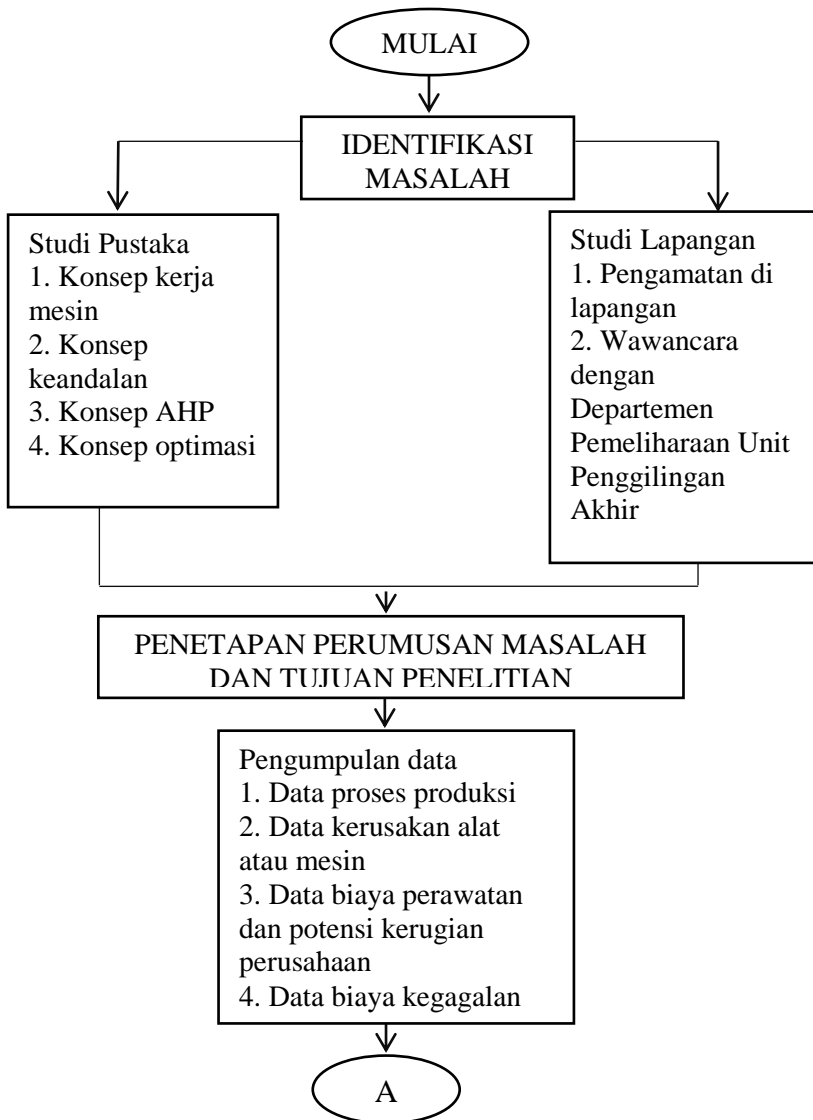 MULAI
IDENTIFIKASI
MASALAH
Studi Pustaka
1. Konsep kerja
mesin
2. Konsep
keandalan
3. Konsep AHP
4. Konsep optimasi
Studi Lapangan
1. Pengamatan di
lapangan
2. Wawancara
dengan
Departemen
Pemeliharaan Unit
Penggilingan
Akhir
PENETAPAN PERUMUSAN MASALAH
DAN TUJUAN PENELITIAN
Pengumpulan data
1. Data proses produksi
2. Data kerusakan alat
atau mesin
3. Data biaya perawatan
dan potensi kerugian
perusahaan
4. Data biaya kegagalan
A